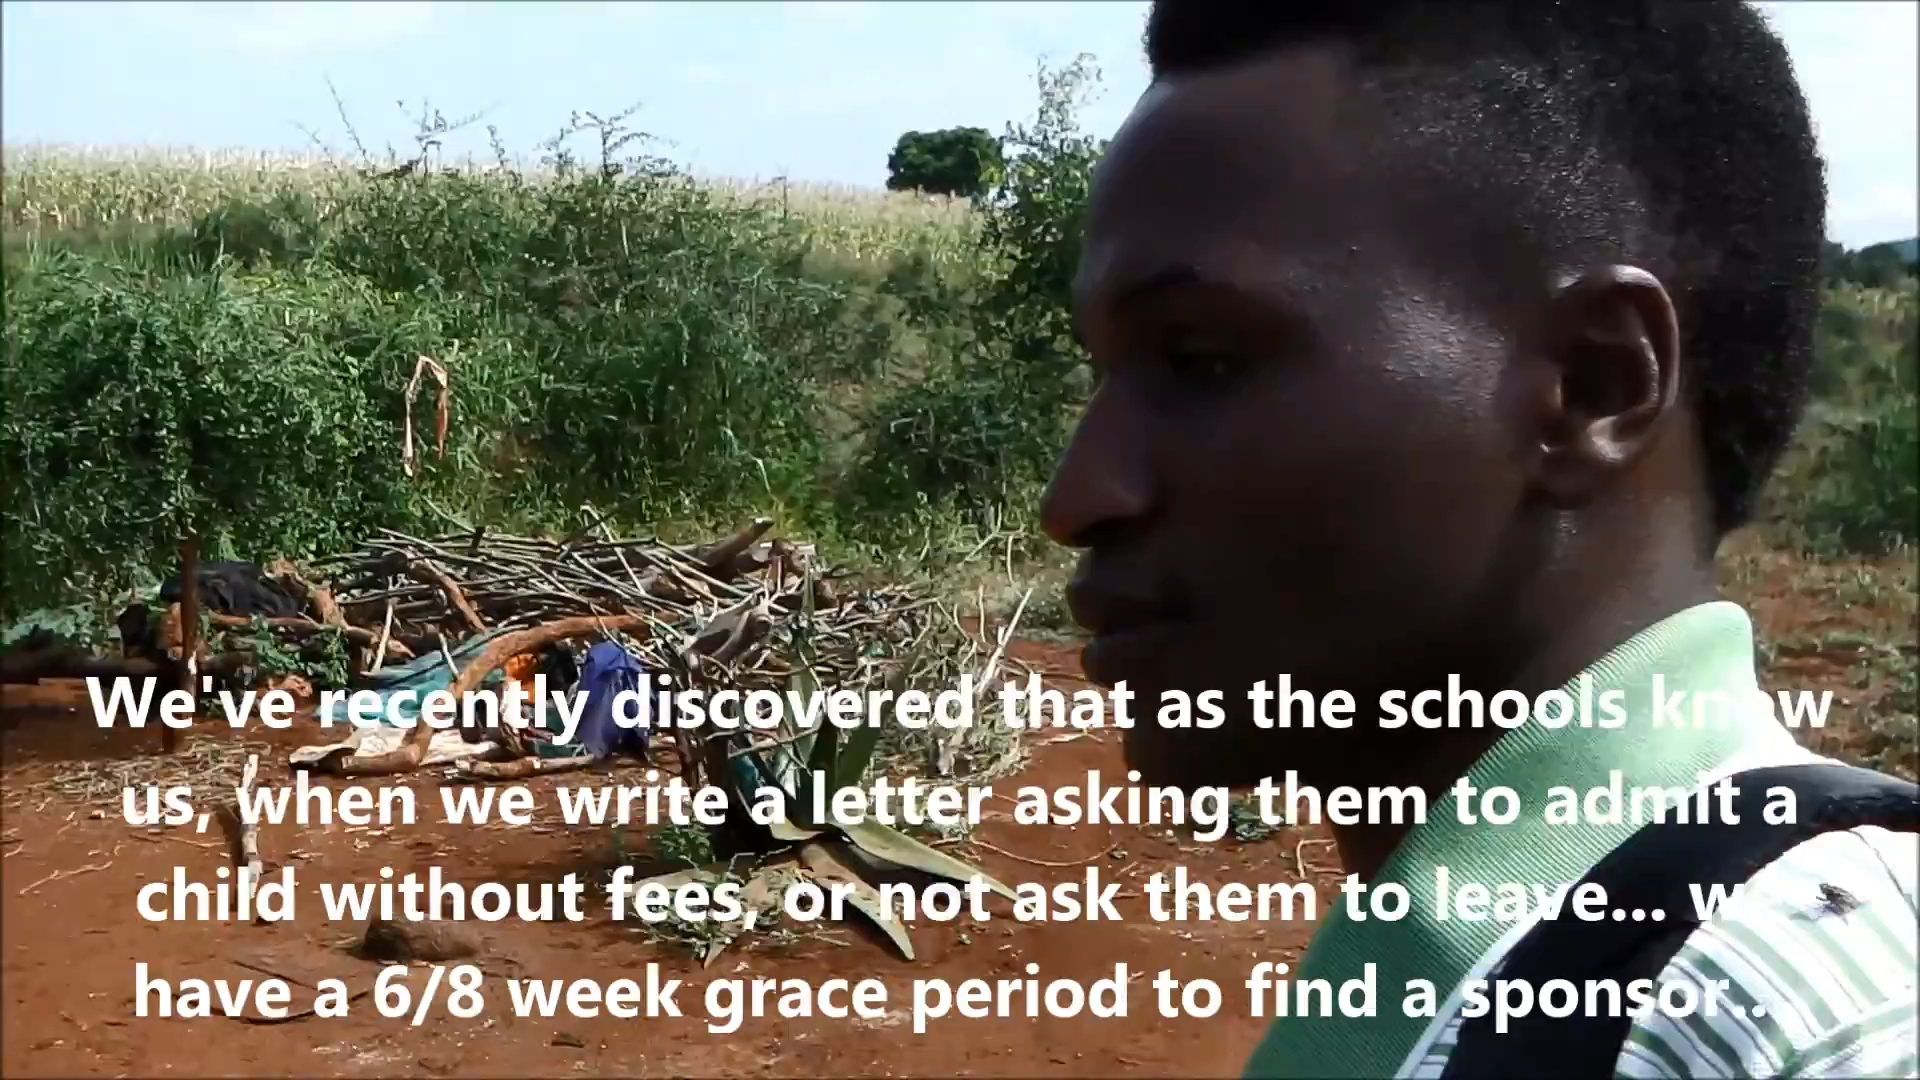 We've recently discovered that as the schools know
us, when we write a letter asking them to admit a
child without fees, or not ask them to leave... we
have a 6/8 week grace period to find a sponsor...